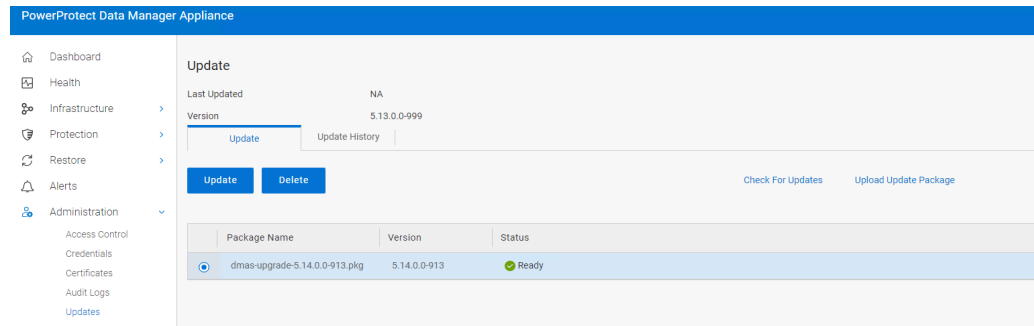 PowerProtect Data Manager Appliance
Dashboard
Health
Infrastructure
Protection
Restore
Alerts
Administration
Access Control
Credentials
Certificates
Audit Logs
Updates
Update
Last Updated NA
Version 5.13.0.0-999
Update Update History
Update Delete Check For Updates Upload Update Package
Package Name Version Status
dmas-upgrade-5.14.0.0-913.pkg 5.14.0.0-913 Ready